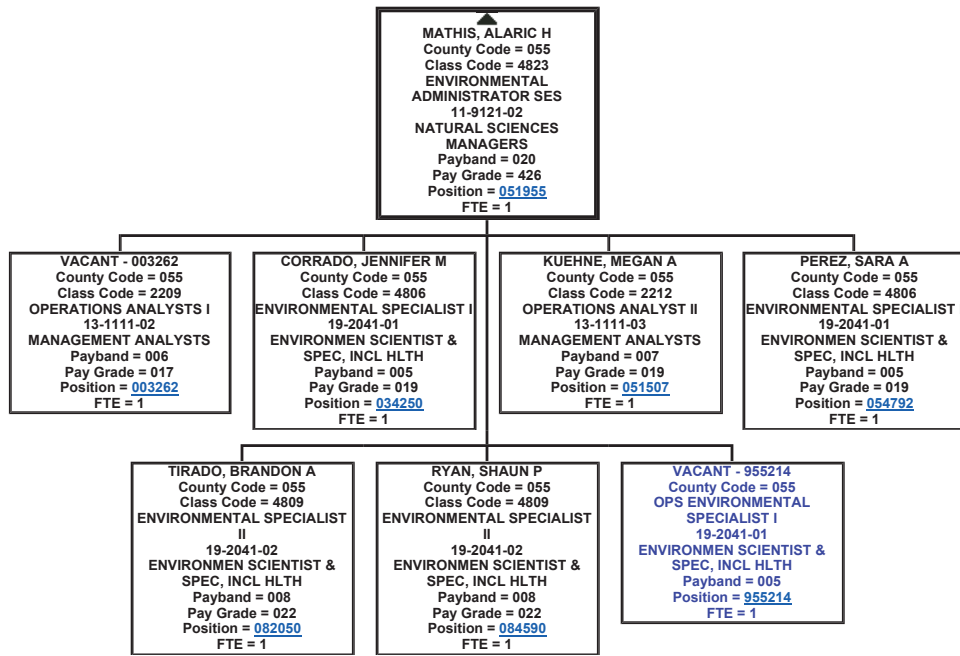 MATHIS, ALARIC H
County Code = 055
Class Code = 4823
ENVIRONMENTAL
ADMINISTRATOR SES
11-9121-02
NATURAL SCIENCES
MANAGERS
Payband = 020
Pay Grade = 426
Position = 051955
FTE = 1
VACANT - 003262
County Code = 055
Class Code = 2209
OPERATIONS ANALYSTS I
13-1111-02
MANAGEMENT ANALYSTS
Payband = 006
Pay Grade = 017
Position = 003262
FTE = 1
CORRADO, JENNIFER M
County Code = 055
Class Code = 4806
ENVIRONMENTAL SPECIALIST I
19-2041-01
ENVIRONMEN SCIENTIST &
SPEC, INCL HLTH
Payband = 005
Pay Grade = 019
Position = 034250
FTE = 1
KUEHNE, MEGAN A
County Code = 055
Class Code = 2212
OPERATIONS ANALYST II
13-1111-03
MANAGEMENT ANALYSTS
Payband = 007
Pay Grade = 019
Position = 051507
FTE = 1
PEREZ, SARA A
County Code = 055
Class Code = 4806
ENVIRONMENTAL SPECIALIST I
19-2041-01
ENVIRONMEN SCIENTIST &
SPEC, INCL HLTH
Payband = 005
Pay Grade = 019
Position = 054792
FTE = 1
TIRADO, BRANDON A
County Code = 055
Class Code = 4809
ENVIRONMENTAL SPECIALIST
II
19-2041-02
ENVIRONMEN SCIENTIST &
SPEC, INCL HLTH
Payband = 008
Pay Grade = 022
Position = 082050
FTE = 1
RYAN, SHAUN P
County Code = 055
Class Code = 4809
ENVIRONMENTAL SPECIALIST
II
19-2041-02
ENVIRONMEN SCIENTIST &
SPEC, INCL HLTH
Payband = 008
Pay Grade = 022
Position = 084590
FTE = 1
VACANT - 955214
County Code = 055
OPS ENVIRONMENTAL
SPECIALIST I
19-2041-01
ENVIRONMEN SCIENTIST &
SPEC, INCL HLTH
Payband = 005
Position = 955214
FTE = 1